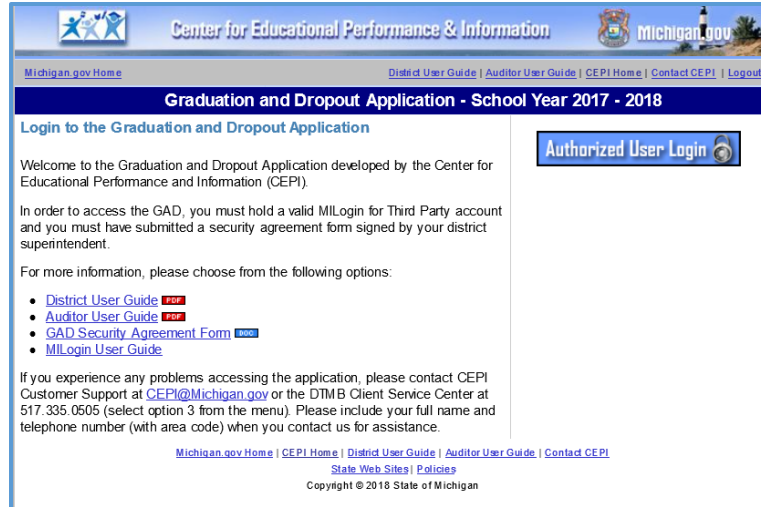 Center for Educational Performance & Information
Michigan.gov
Michigan.gov Home
District User Guide | Auditor User Guide | CEPI Home | Contact CEPI | Logout
Graduation and Dropout Application - School Year 2017 - 2018
Login to the Graduation and Dropout Application
Authorized User Login
Welcome to the Graduation and Dropout Application developed by the Center for
Educational Performance and Information (CEPI).
In order to access the GAD, you must hold a valid MILogin for Third Party account
and you must have submitted a security agreement form signed by your district
superintendent.
For more information, please choose from the following options:
● District User Guide PDF
● Auditor User Guide PDF
● GAD Security Agreement Form DOC
● MILogin User Guide
If you experience any problems accessing the application, please contact CEPI
Customer Support at CEPI@Michigan.gov or the DTMB Client Service Center at
517.335.0505 (select option 3 from the menu). Please include your full name and
telephone number (with area code) when you contact us for assistance.
Michigan.gov Home | CEPI Home | District User Guide | Auditor User Guide | Contact CEPI
State Web Sites | Policies
Copyright © 2018 State of Michigan